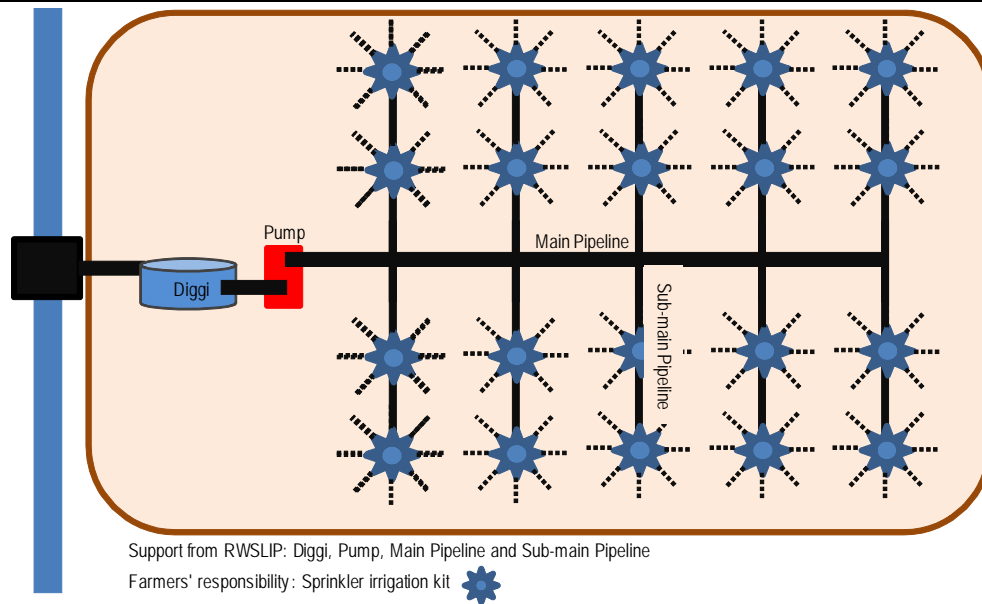 Pump
Main Pipeline
Diggi
Sub-main Pipeline
Support from RWSLIP: Diggi, Pump, Main Pipeline and Sub-main Pipeline
Farmers' responsibility: Sprinkler irrigation kit